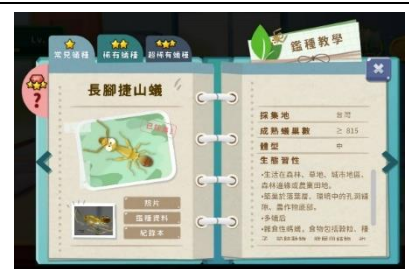 常見蟻種
稀有蟻種
超稀有蟻種
鑑種教學
?
長腳捷山蟻
照片
鑑種資料
紀錄本
採集地 台灣
成熟蟻巢數 ≥ 815
體型 中
生態習性
•生活在森林、草地、城市地區、
森林邊緣或農業田地。
•築巢於落葉層、環境中的孔洞縫
隙、農作物底部。
•多蟻后
•雜食性螞蟻，食物包括穀粒、種